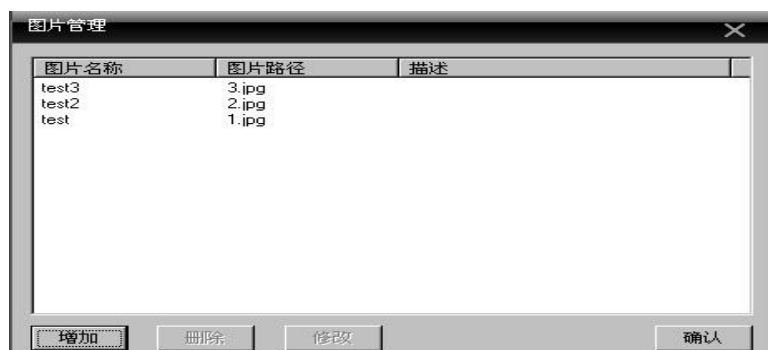 图片管理
图片名称 图片路径 描述
test3 3.jpg
test2 2.jpg
test 1.jpg
增加 删除 修改 确认